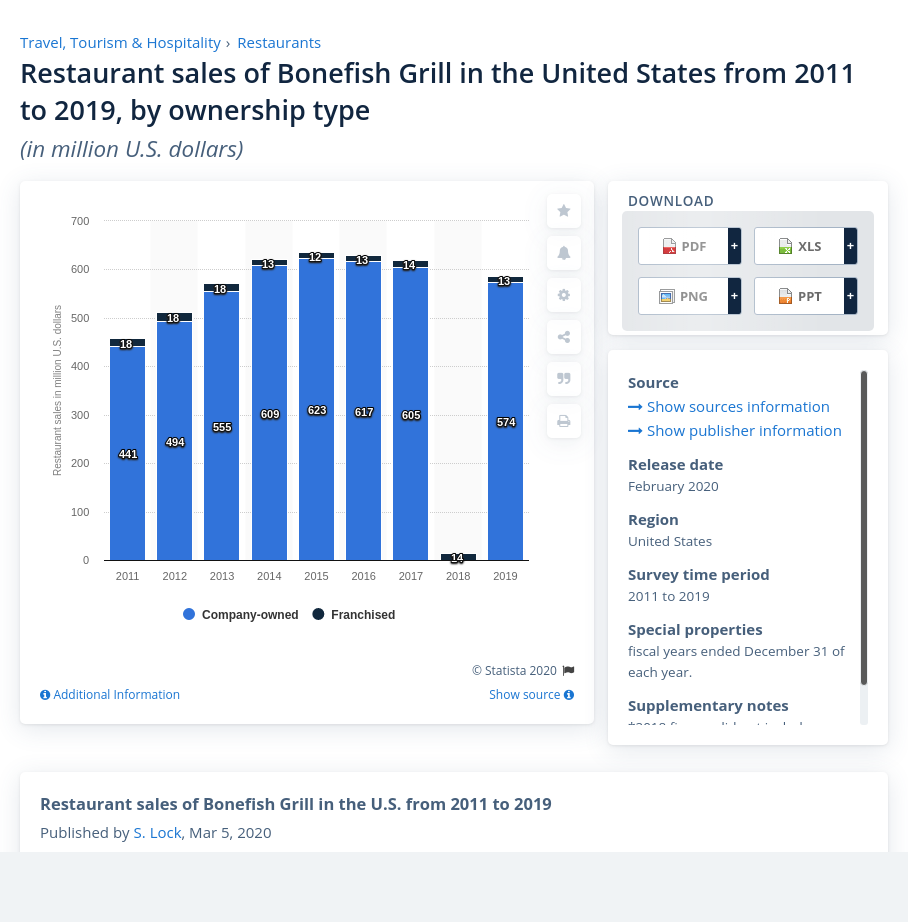 Travel, Tourism & Hospitality › Restaurants
Restaurant sales of Bonefish Grill in the United States from 2011
to 2019, by ownership type
(in million U.S. dollars)
Restaurant sales in million U.S. dollars
700
600
500
400
300
200
100
0
18
18
18
13
12
13
14
14
13
441
494
555
609
623
617
605
574
2011
2012
2013
2014
2015
2016
2017
2018
2019
Company-owned
Franchised
© Statista 2020
Additional Information
Show source
DOWNLOAD
PDF +
XLS +
PNG +
PPT +
Source
Show sources information
Show publisher information
Release date
February 2020
Region
United States
Survey time period
2011 to 2019
Special properties
fiscal years ended December 31 of
each year.
Supplementary notes
Restaurant sales of Bonefish Grill in the U.S. from 2011 to 2019
Published by S. Lock, Mar 5, 2020